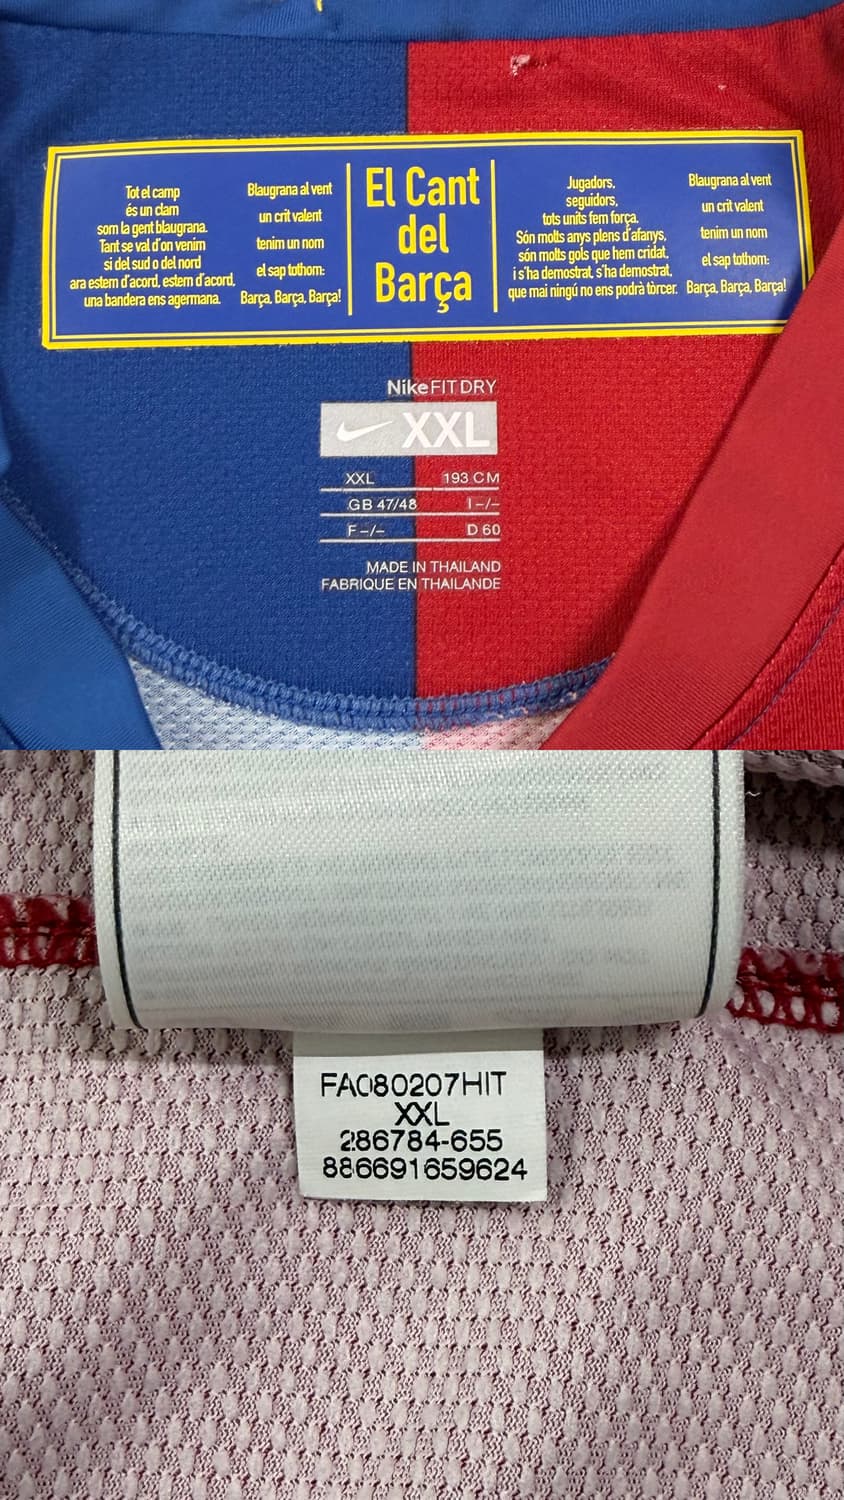 Tot el camp
és un clam
som la gent blaugrana.
Tant se val d'on venim
si del sud o del nord
ara estem d'acord, estem d'acord,
una bandera ens agermana.
Blaugrana al vent
un crit valent
tenim un nom
el sap tothom:
Barça, Barça, Barça!
El Cant
del
Barça
Jugadors,
seguidors,
tots units fem força.
Són molts anys plens d'afanys,
són molts gols que hem cridat,
i s'ha demostrat, s'ha demostrat,
que mai ningú no ens podrà tòrcer.
Blaugrana al vent
un crit valent
tenim un nom
el sap tothom:
Barça, Barça, Barça!
NikeFITDRY
XXL
XXL 193 CM
GB 47/48 I -/-
F -/- D 60
MADE IN THAILAND
FABRIQUE EN THAILANDE
FA080207HIT
XXL
286784-655
886691659624